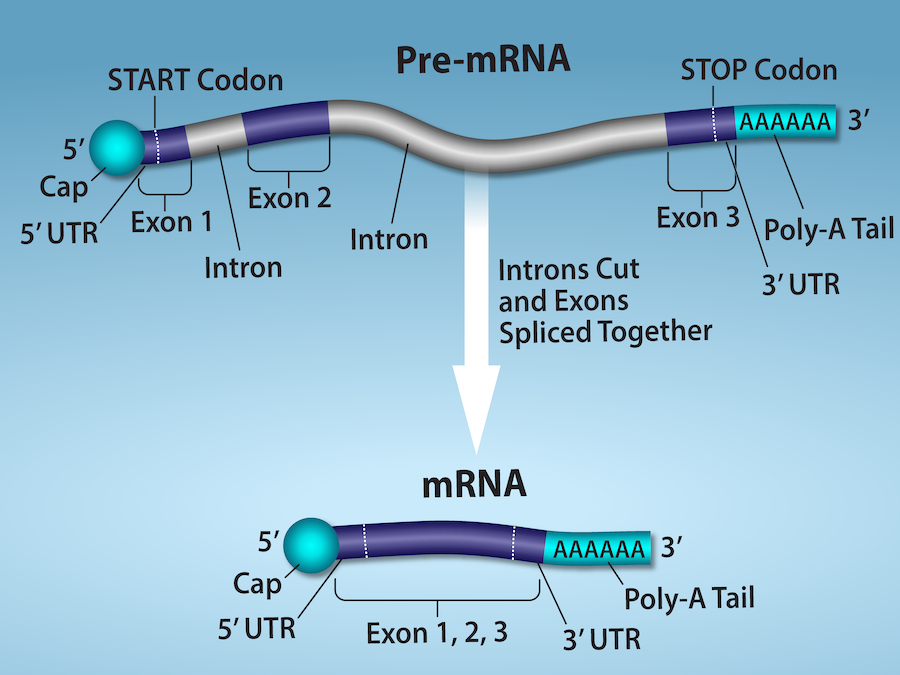 Pre-mRNA
START Codon
STOP Codon
5’
AAAAAA
3’
Cap
5’ UTR
Exon 1
Exon 2
Intron
Intron
Exon 3
Poly-A Tail
3’ UTR
Introns Cut
and Exons
Spliced Together
mRNA
5’
AAAAAA
3’
Cap
5’ UTR
Exon 1, 2, 3
3’ UTR
Poly-A Tail